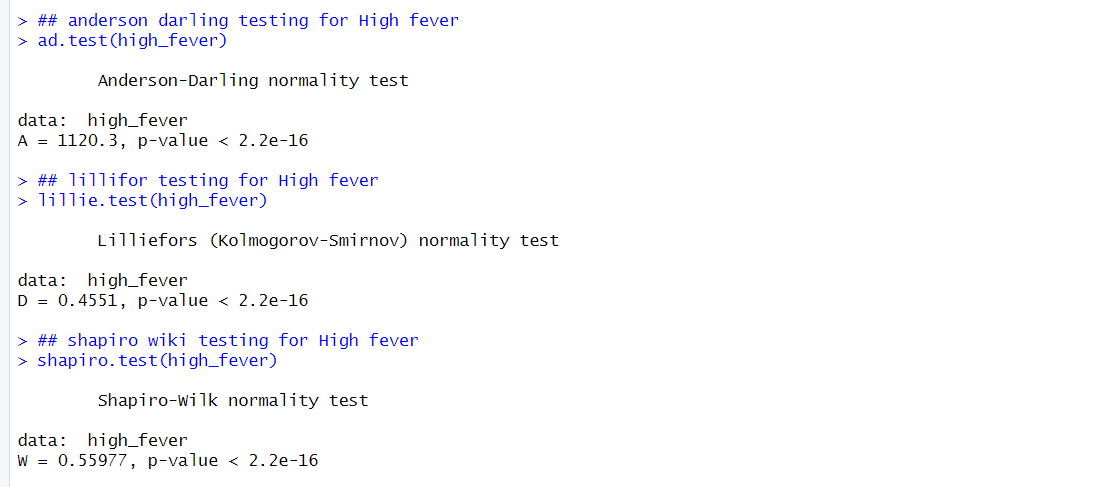 > ## anderson darling testing for High fever
> ad.test(high_fever)
Anderson-Darling normality test
data:  high_fever
A = 1120.3, p-value < 2.2e-16
> ## lillifor testing for High fever
> lillie.test(high_fever)
Lilliefors (Kolmogorov-Smirnov) normality test
data:  high_fever
D = 0.4551, p-value < 2.2e-16
> ## shapiro wiki testing for High fever
> shapiro.test(high_fever)
Shapiro-Wilk normality test
data:  high_fever
W = 0.55977, p-value < 2.2e-16